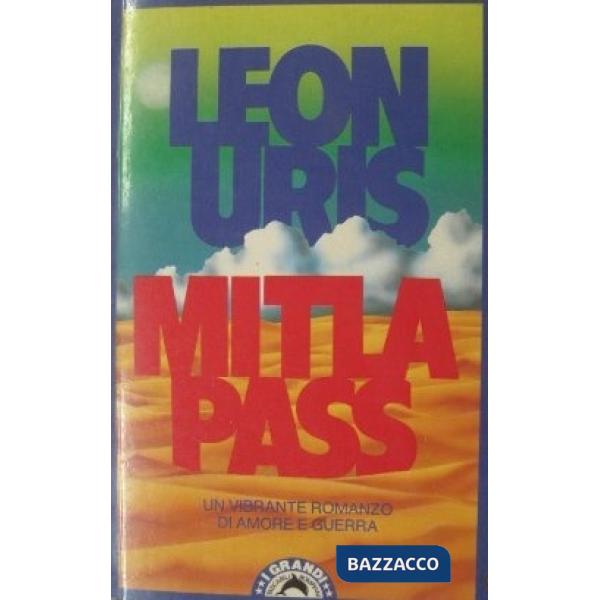 LEON
URIS
MITLA
PASS
UN VIBRANTE ROMANZO
DI AMORE E GUERRA
I GRANDI
BAZZACCO